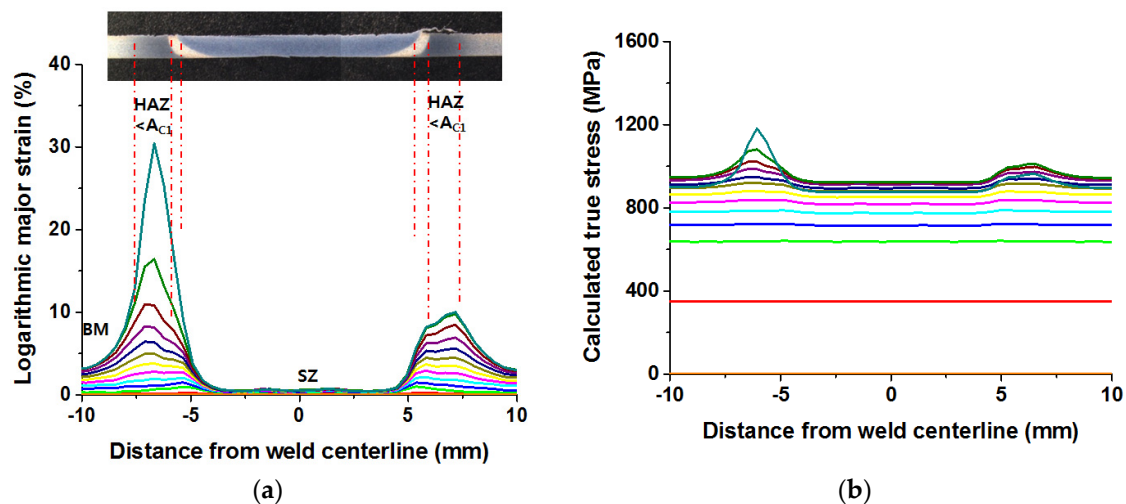 40
30
20
10
0
Logarithmic major strain (%)
HAZ
<A_C1
HAZ
<A_C1
BM
SZ
-10 -5 0 5 10
Distance from weld centerline (mm)
(a)
1600
1200
800
400
0
Calculated true stress (MPa)
-10 -5 0 5 10
Distance from weld centerline (mm)
(b)